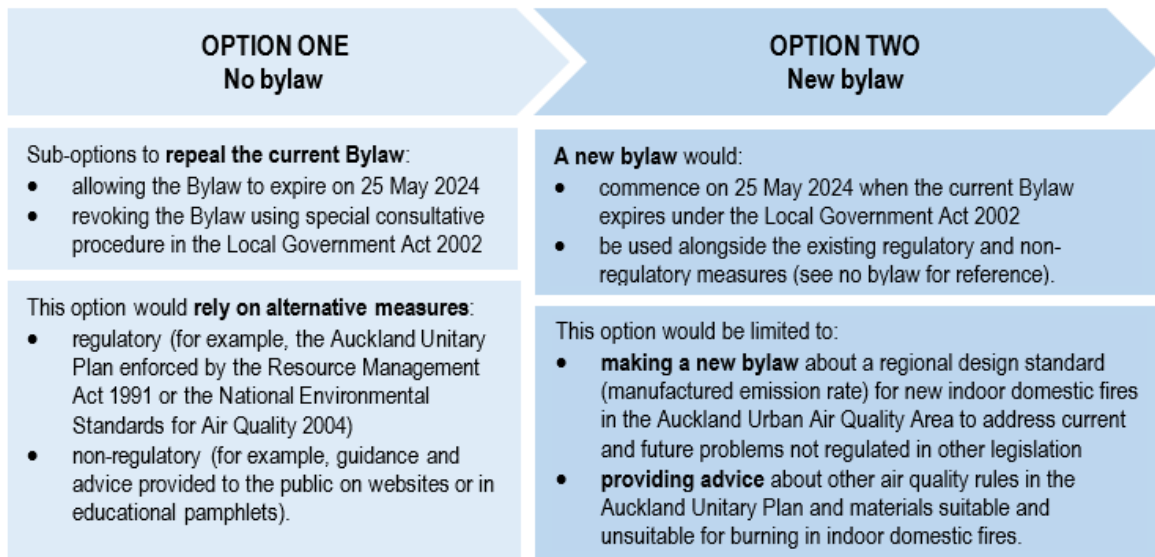 OPTION ONE
No bylaw
Sub-options to repeal the current Bylaw:
• allowing the Bylaw to expire on 25 May 2024
• revoking the Bylaw using special consultative
procedure in the Local Government Act 2002
This option would rely on alternative measures:
• regulatory (for example, the Auckland Unitary
Plan enforced by the Resource Management
Act 1991 or the National Environmental
Standards for Air Quality 2004)
• non-regulatory (for example, guidance and
advice provided to the public on websites or in
educational pamphlets).
OPTION TWO
New bylaw
A new bylaw would:
• commence on 25 May 2024 when the current Bylaw
expires under the Local Government Act 2002
• be used alongside the existing regulatory and non-
regulatory measures (see no bylaw for reference).
This option would be limited to:
• making a new bylaw about a regional design standard
(manufactured emission rate) for new indoor domestic fires
in the Auckland Urban Air Quality Area to address current
and future problems not regulated in other legislation
• providing advice about other air quality rules in the
Auckland Unitary Plan and materials suitable and
unsuitable for burning in indoor domestic fires.